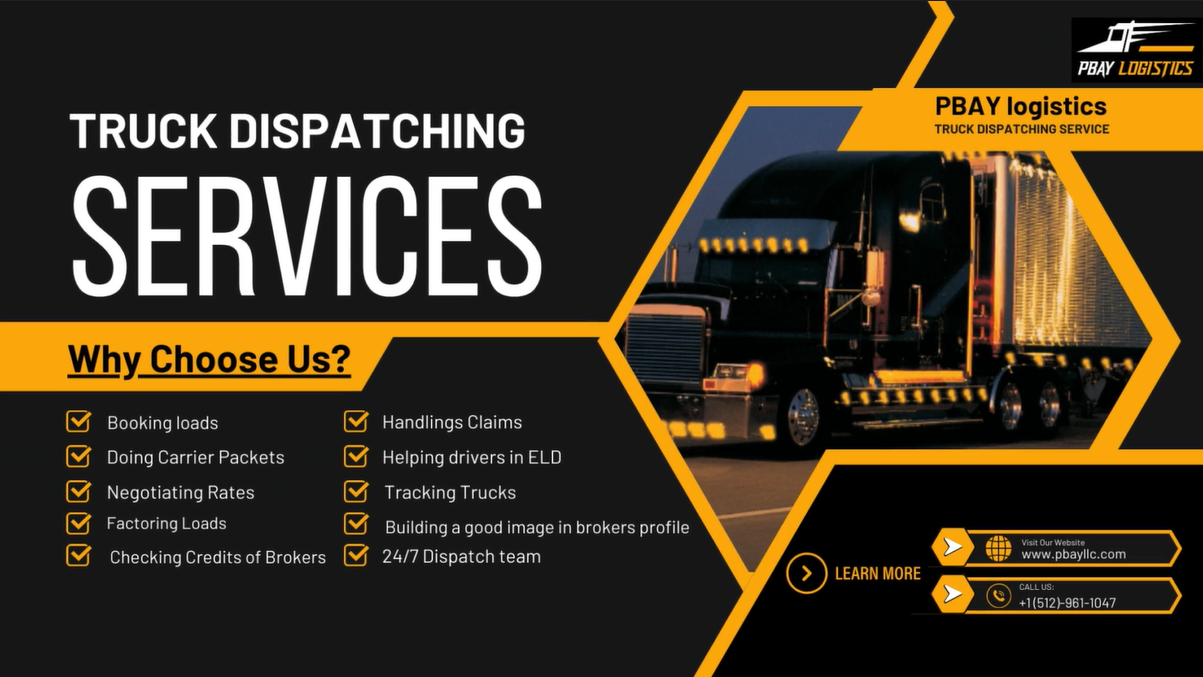 PBAY LOGISTICS
PBAY logistics
TRUCK DISPATCHING SERVICE
TRUCK DISPATCHING
SERVICES
Why Choose Us?
Booking loads
Doing Carrier Packets
Negotiating Rates
Factoring Loads
Checking Credits of Brokers
Handlings Claims
Helping drivers in ELD
Tracking Trucks
Building a good image in brokers profile
24/7 Dispatch team
LEARN MORE
Visit Our Website
www.pbayllc.com
CALL US:
+1 (512)-961-1047